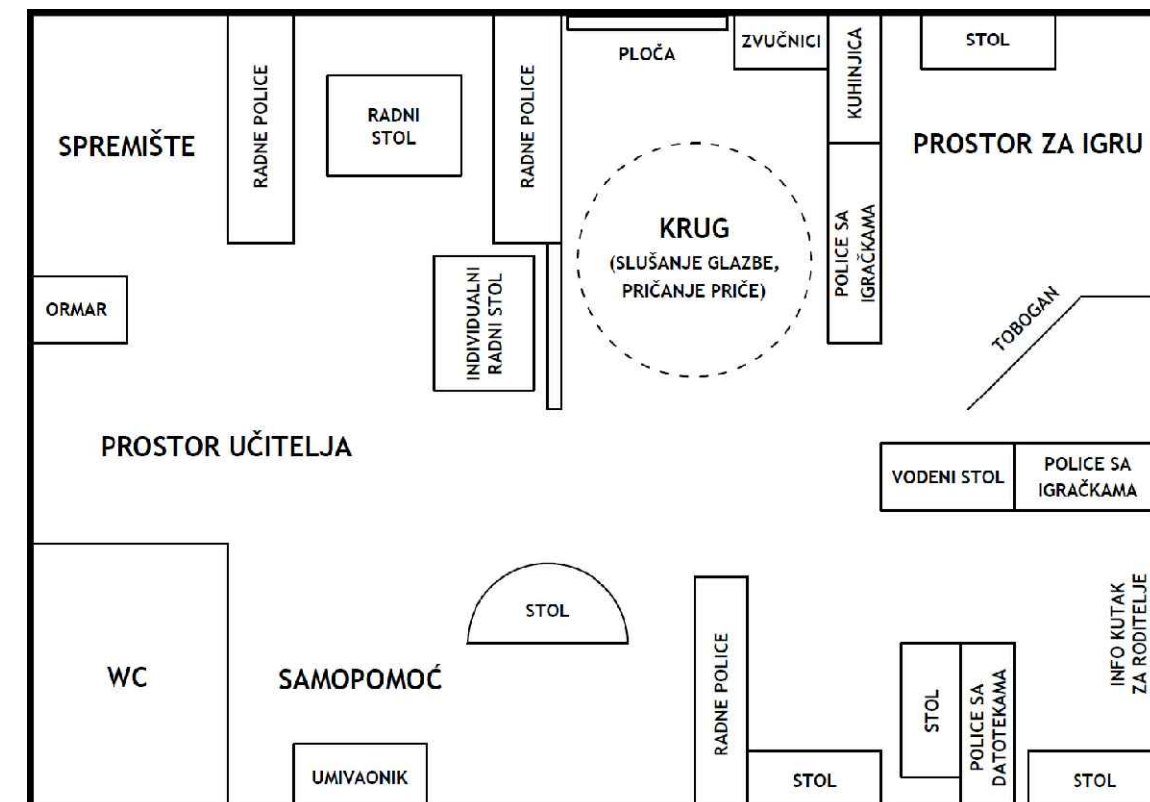 PLOČA
ZVUČNICI
KUHINJICA
STOL
SPREMIŠTE
RADNE POLICE
RADNI
STOL
RADNE POLICE
PROSTOR ZA IGRU
KRUG
(SLUŠANJE GLAZBE,
PRIČANJE PRIČE)
POLICE SA
IGRAČKAMA
ORMAR
INDIVIDUALNI
RADNI STOL
TOBOGAN
PROSTOR UČITELJA
VODENI STOL
POLICE SA
IGRAČKAMA
STOL
INFO KUTAK
ZA RODITELJE
WC
SAMOPOMOĆ
RADNE POLICE
STOL
POLICE SA
DATOTEKAMA
UMIVAONIK
STOL
STOL